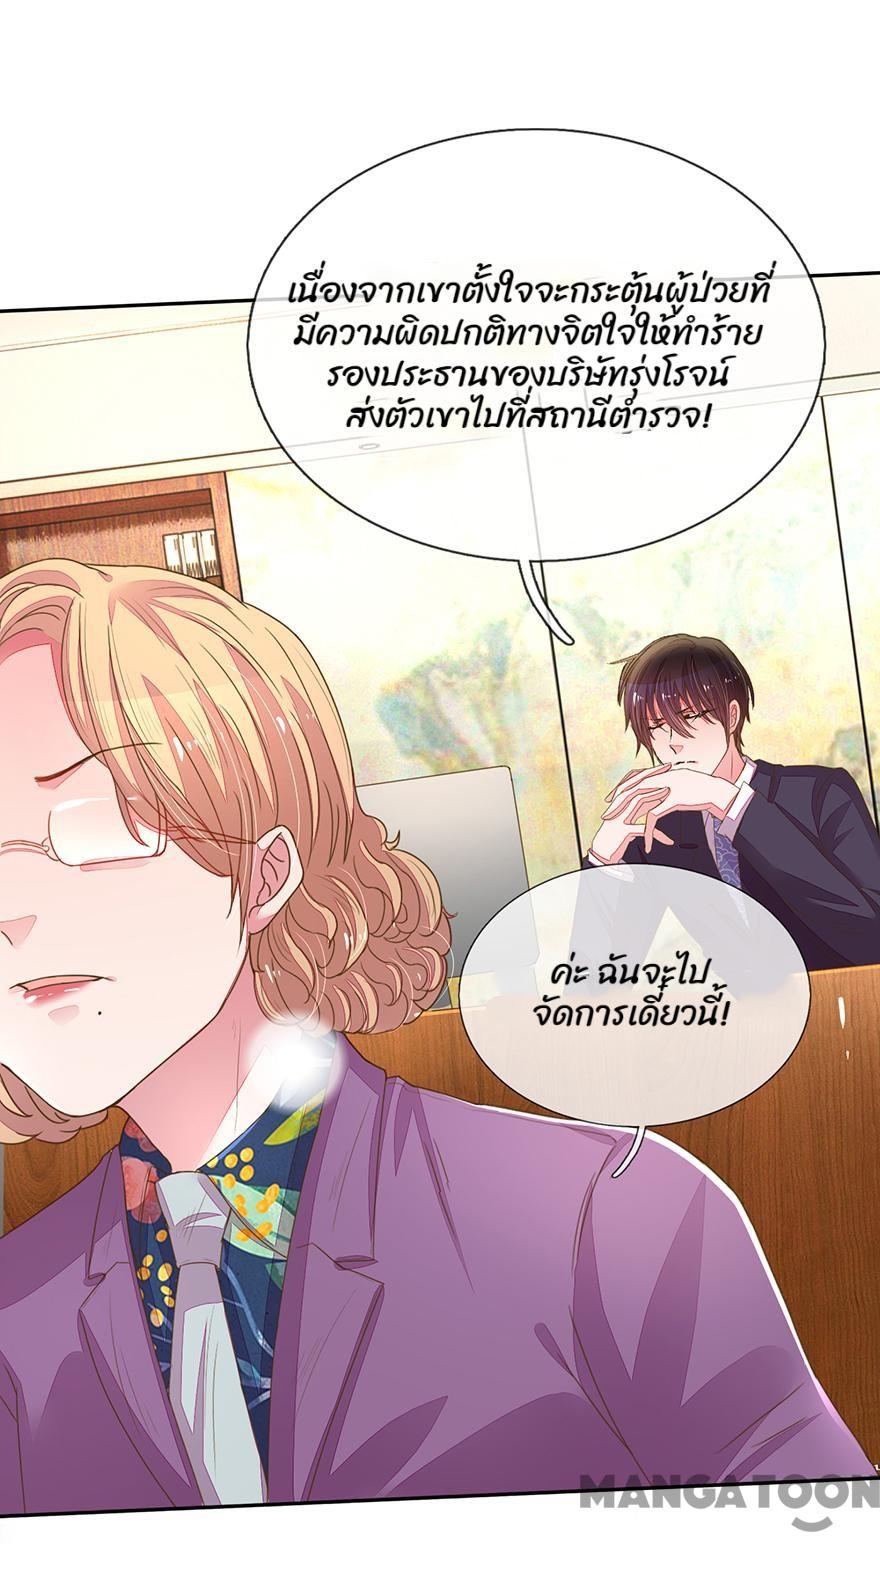 เนื่องจากเขาตั้งใจจะกระตุ้นผู้ป่วยที่
มีความผิดปกติทางจิตใจให้ทำร้าย
รองประธานของบริษัทรุ่งโรจน์
ส่งตัวเขาไปที่สถานีตำรวจ!
ค่ะ ฉันจะไป
จัดการเดี๋ยวนี้!
MANGATOON